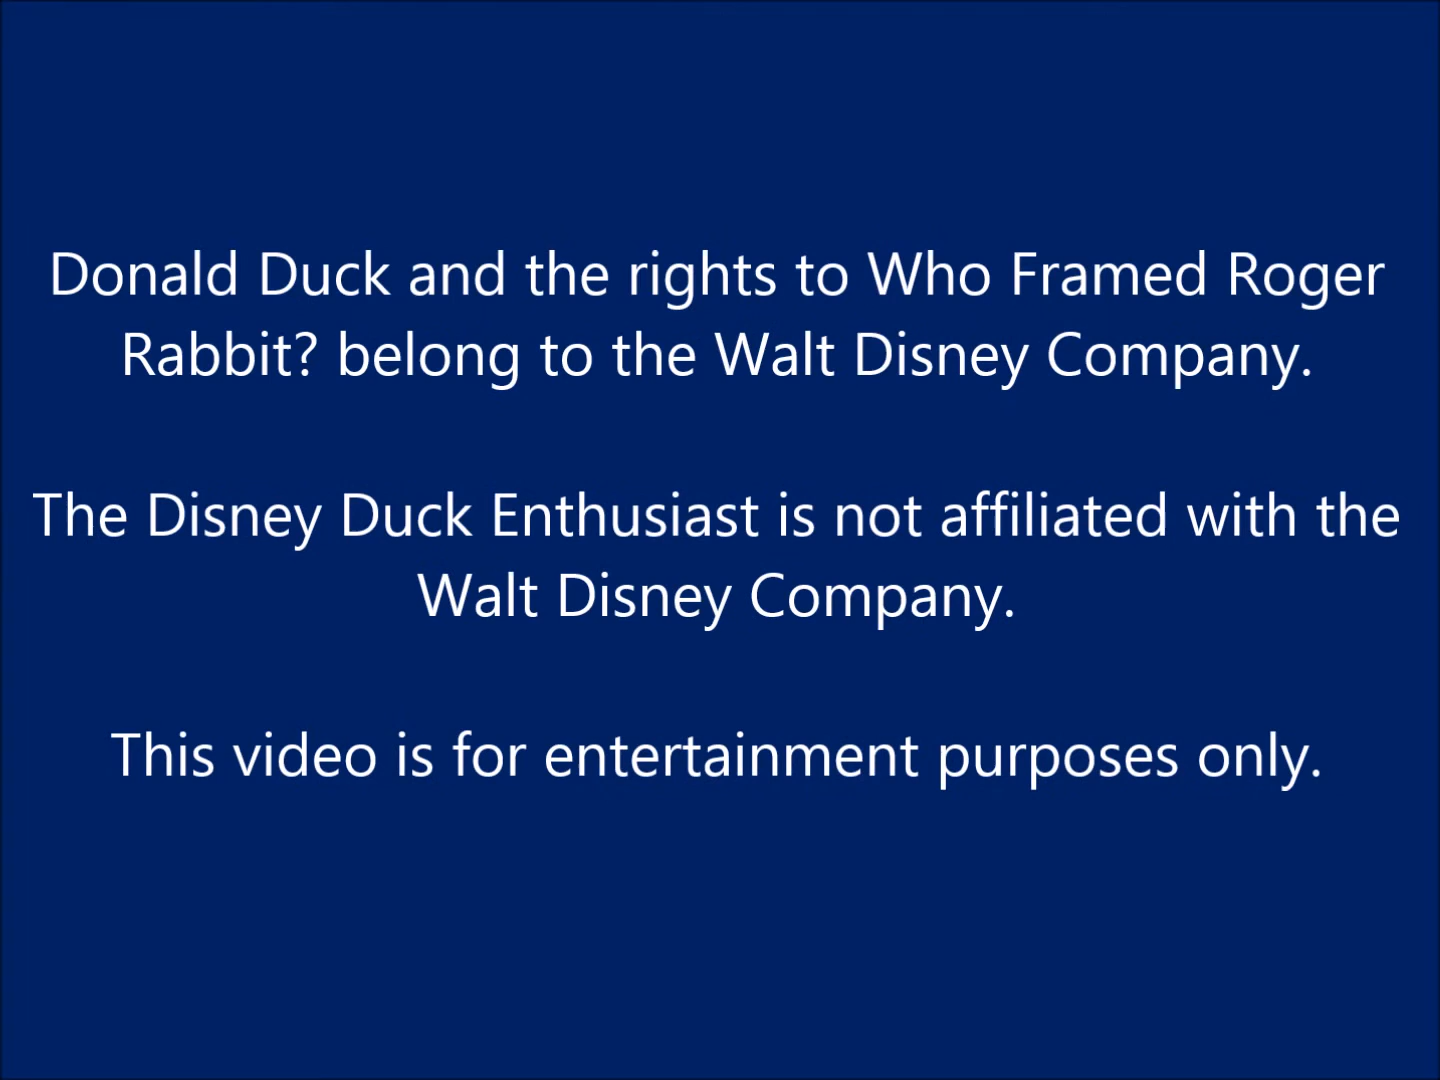 Donald Duck and the rights to Who Framed Roger
Rabbit? belong to the Walt Disney Company.
The Disney Duck Enthusiast is not affiliated with the
Walt Disney Company.
This video is for entertainment purposes only.